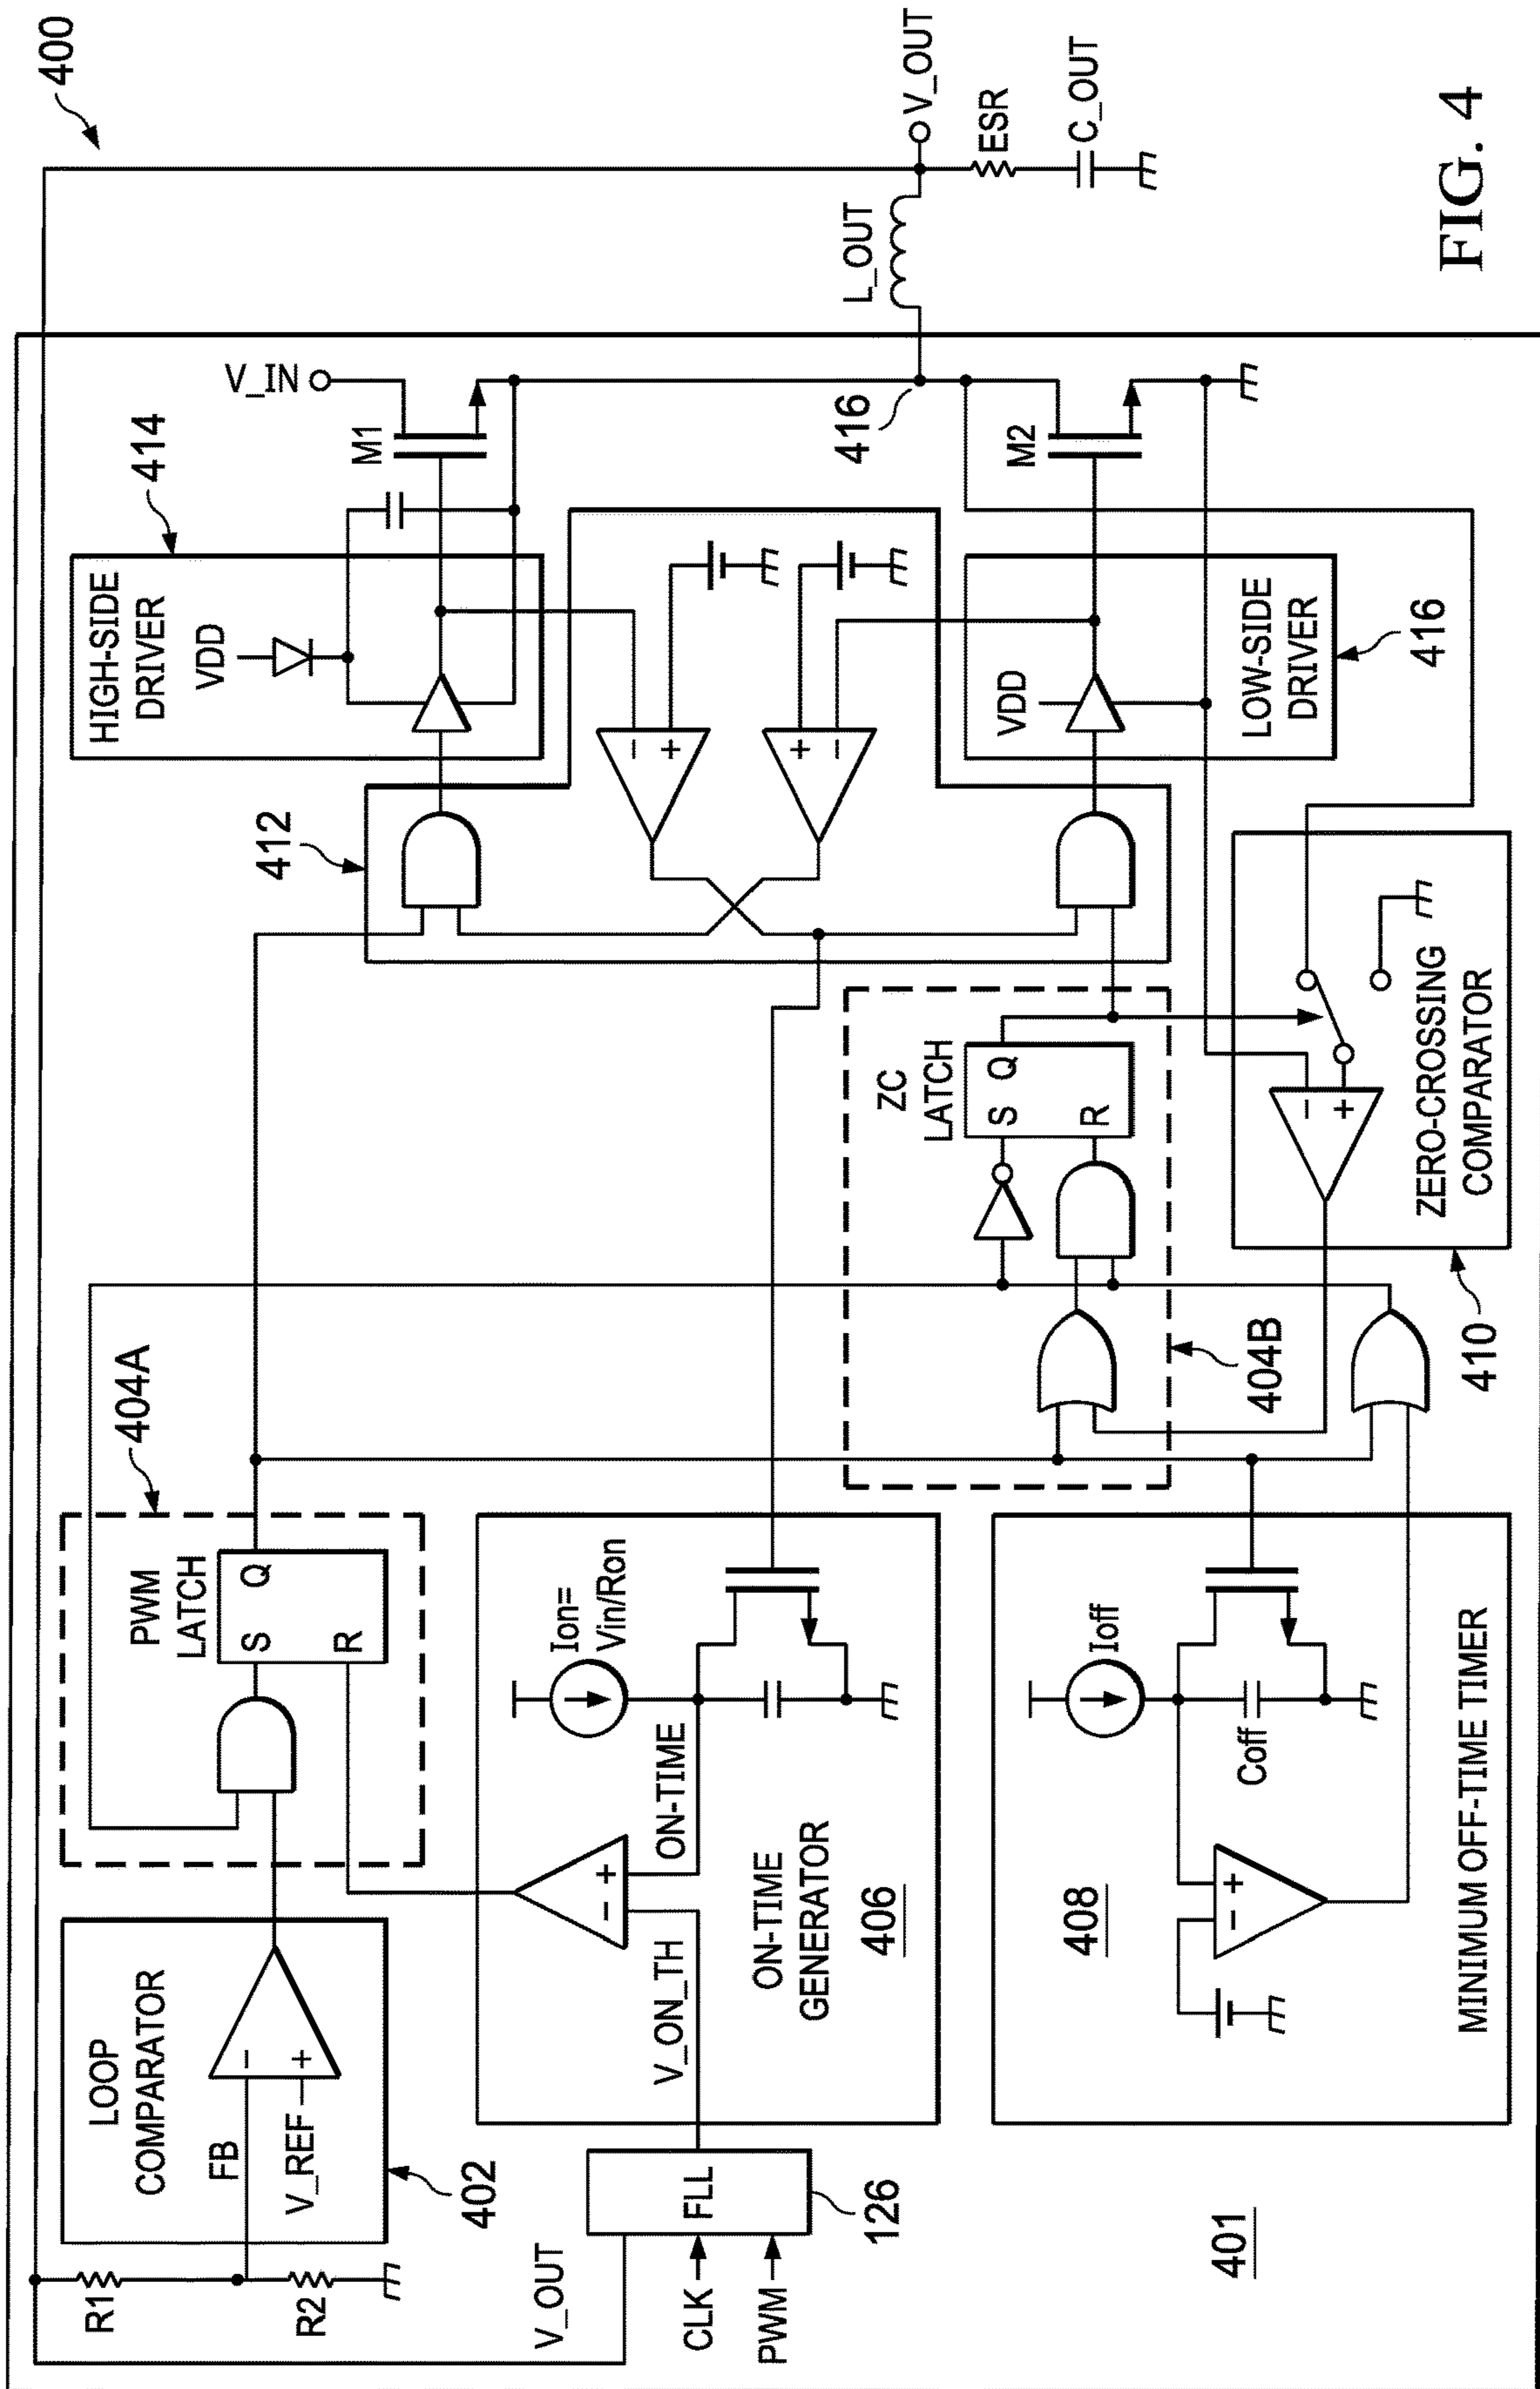 400
R1
R2
LOOP
COMPARATOR
FB
V_REF
−
+
402
404A
PWM
LATCH
S
Q
R
HIGH-SIDE
DRIVER
VDD
414
V_IN
M1
412
−
+
+
−
416
L_OUT
V_OUT
ESR
C_OUT
V_OUT
CLK
PWM
FLL
126
V_ON_TH
−
+
ON-TIME
Ion=
Vin/Ron
ON-TIME
GENERATOR
406
ZC
LATCH
S
Q
R
404B
VDD
LOW-SIDE
DRIVER
416
M2
401
408
−
+
Ioff
Coff
MINIMUM OFF-TIME TIMER
410
−
+
ZERO-CROSSING
COMPARATOR
FIG. 4